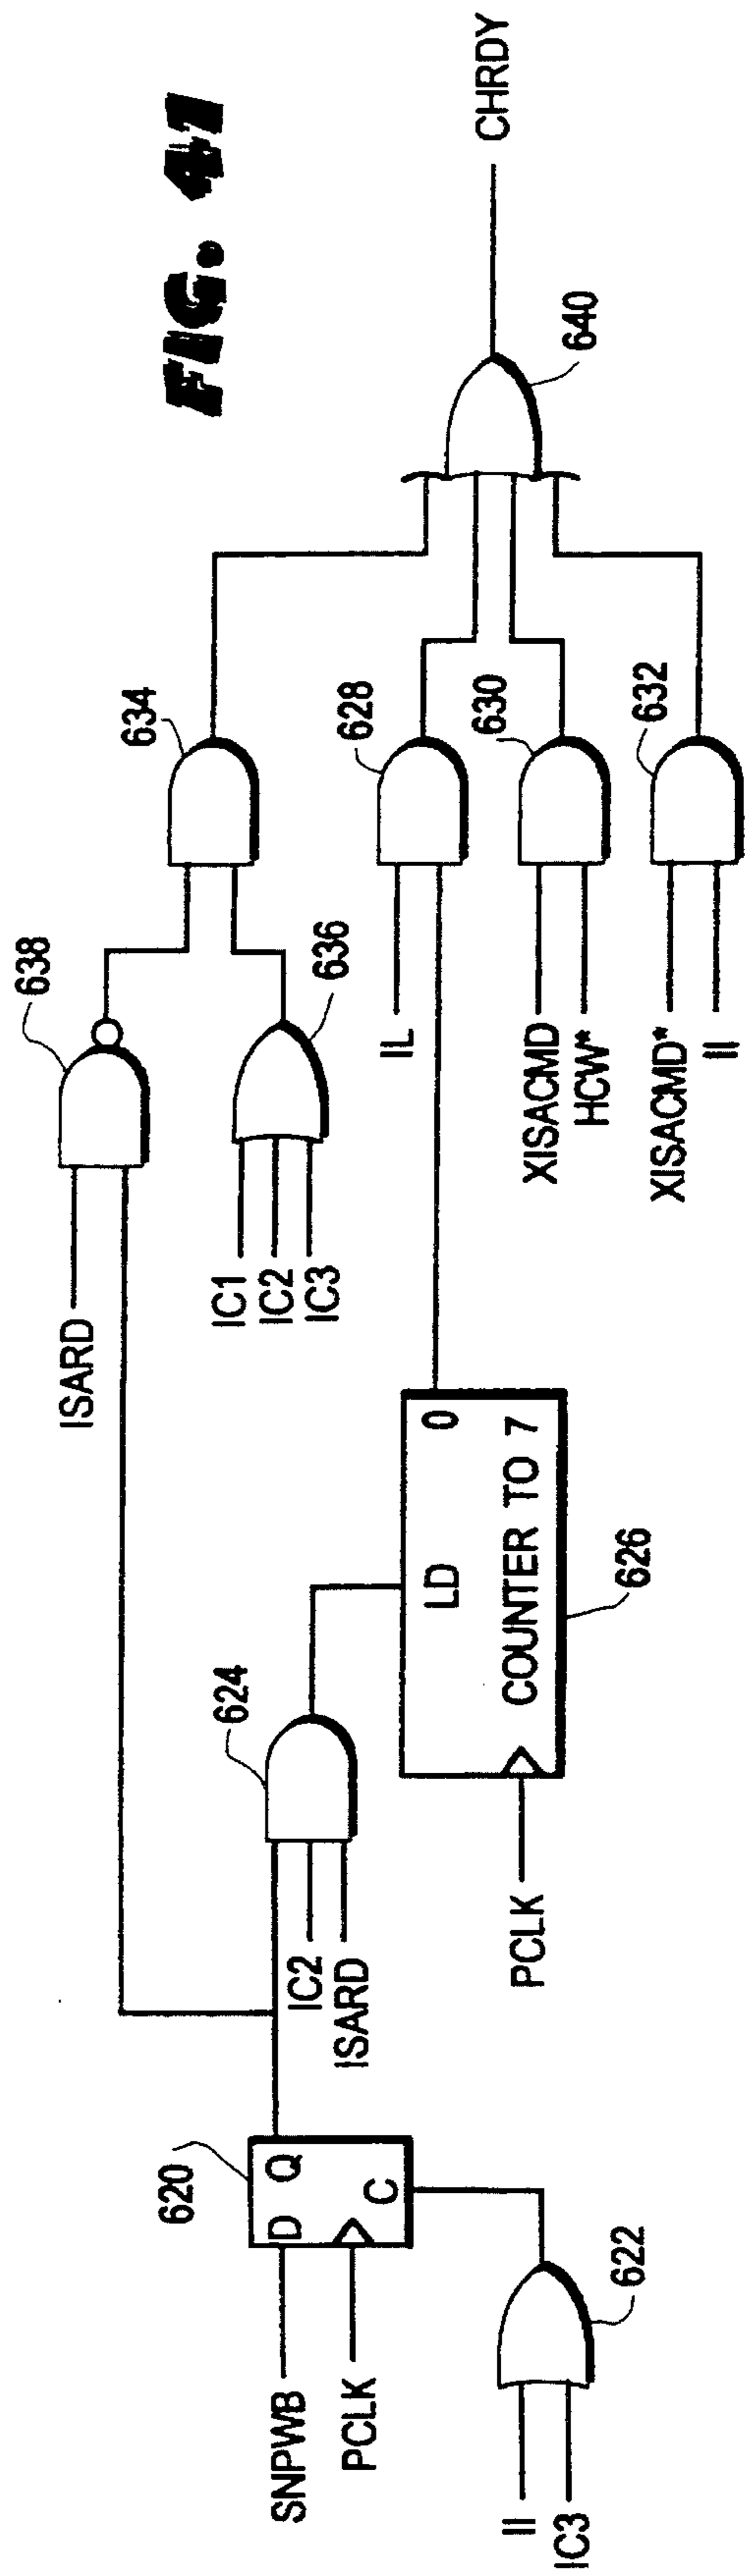 FIG. 41
SNPWB
PCLK
D
Q
C
620
II
IC3
622
IC2
ISARD
624
PCLK
LD
0
COUNTER TO 7
626
ISARD
638
IC1
IC2
IC3
636
634
IL
628
XISACMD
HCW*
630
XISACMD*
II
632
640
CHRDY